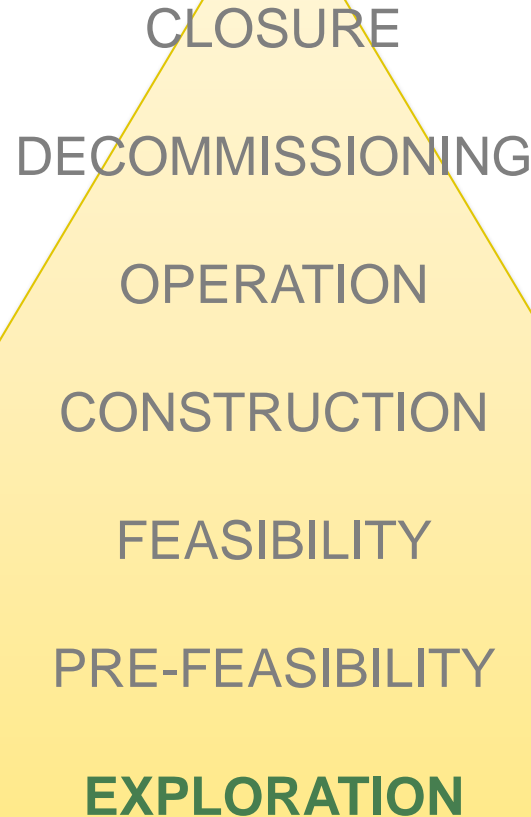 CLOSURE
DECOMMISSIONING
OPERATION
CONSTRUCTION
FEASIBILITY
PRE-FEASIBILITY
EXPLORATION